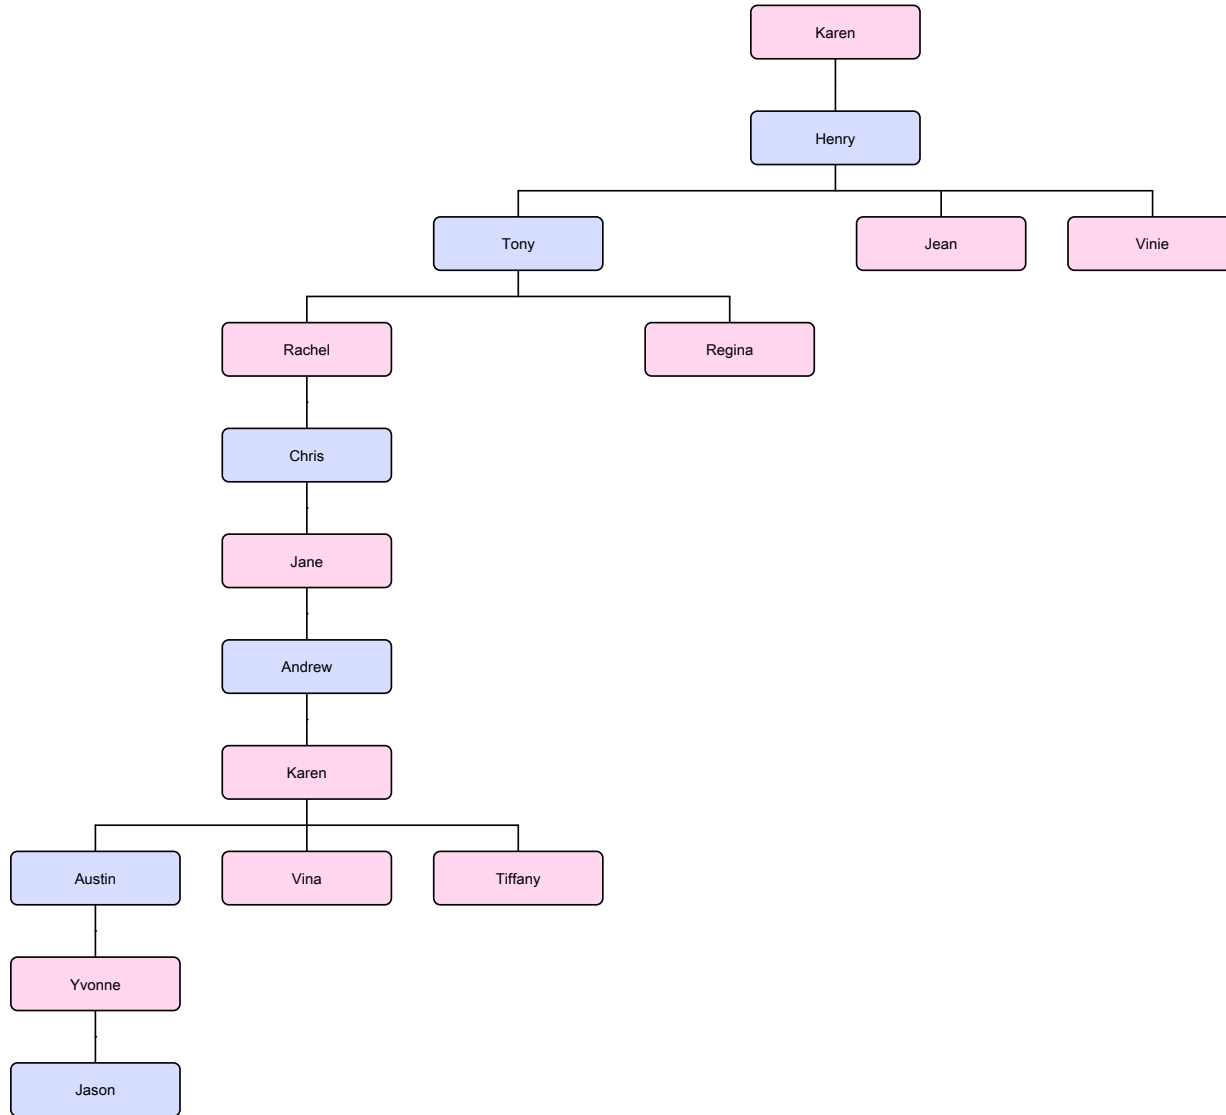 Karen
Henry
Tony
Jean
Vinie
Rachel
Regina
Chris
Jane
Andrew
Karen
Austin
Vina
Tiffany
Yvonne
Jason